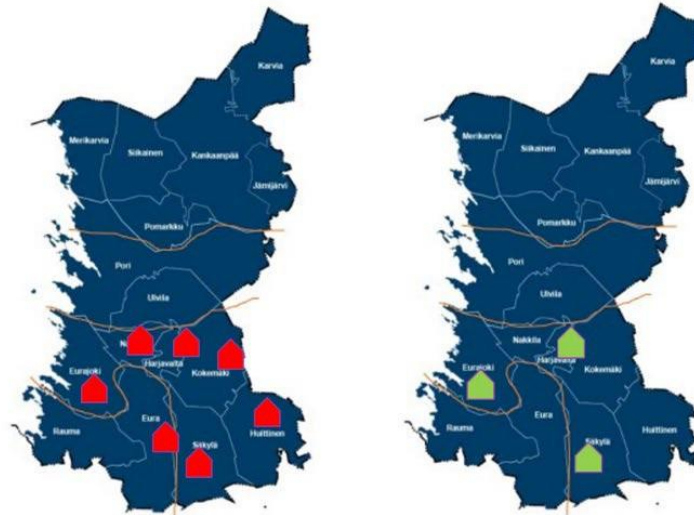 Karvia
Merikarvia
Siikainen
Kankaanpää
Jämijärvi
Pomarkku
Pori
Ulvila
Harjavalta
Eurajoki
Kokemäki
Eura
Rauma
Säkylä
Huittinen
Karvia
Merikarvia
Siikainen
Kankaanpää
Jämijärvi
Pomarkku
Pori
Ulvila
Nakkila
Harjavalta
Eurajoki
Kokemäki
Eura
Rauma
Säkylä
Huittinen